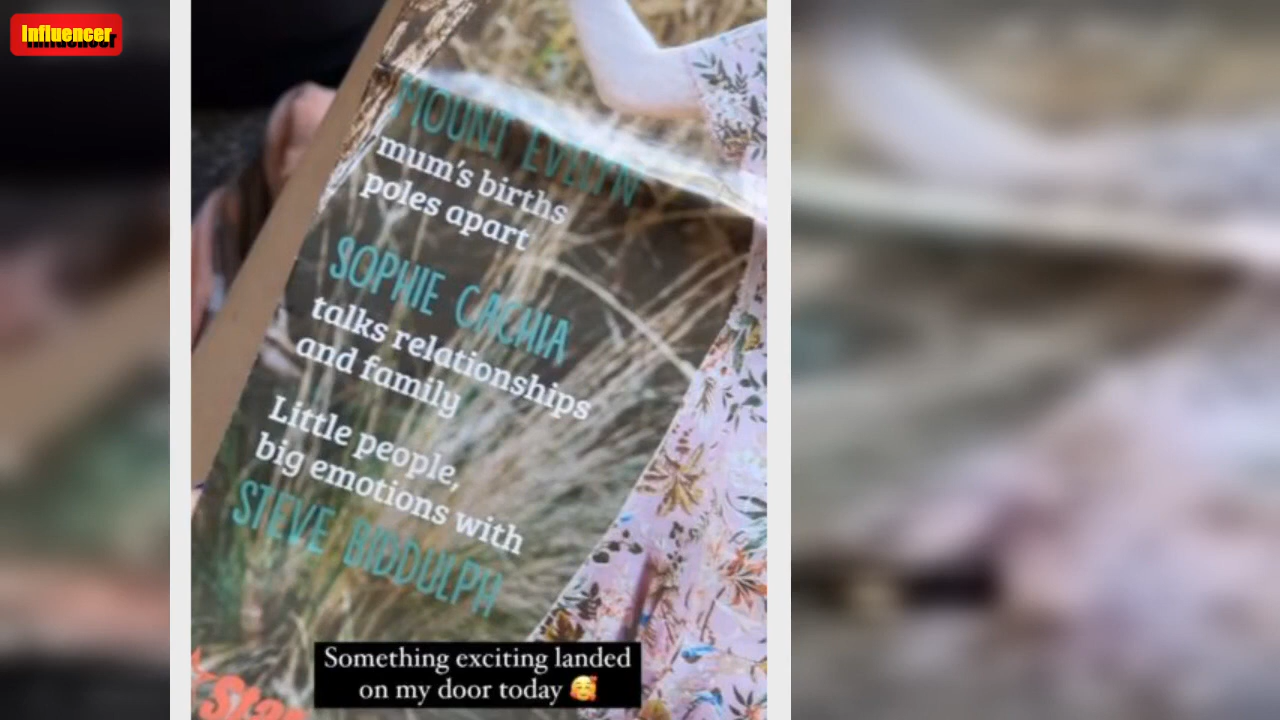 Influencer
MOUNT EVELYN
mum's births
poles apart
SOPHIE CACHIA
talks relationships
and family
Little people,
big emotions with
STEVE BIDDULPH
Something exciting landed
on my door today 🥰